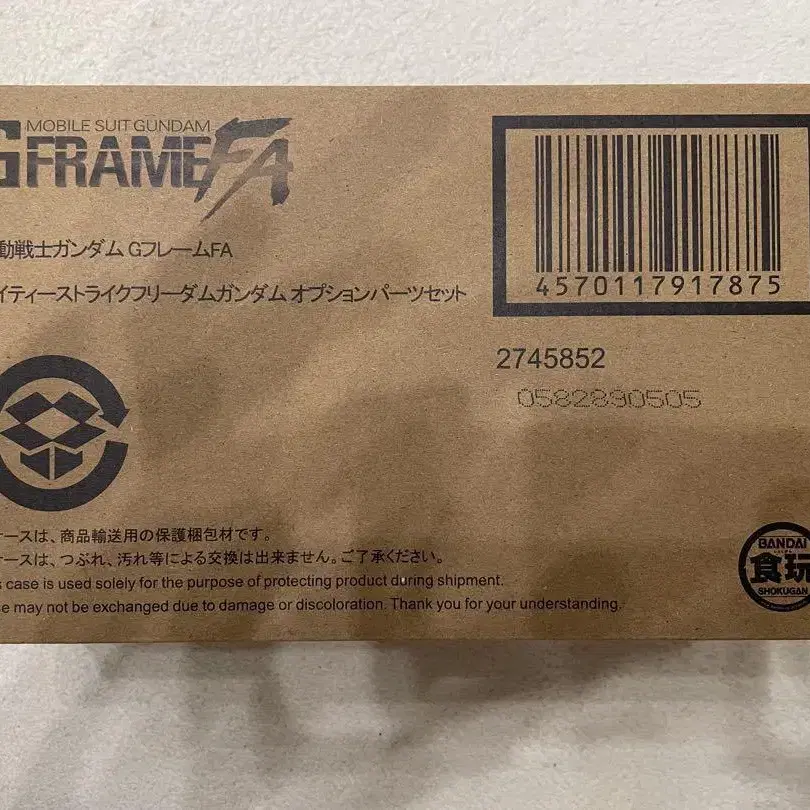 MOBILE SUIT GUNDAM
GFRAMEFA
動戦士ガンダム GフレームFA
イティーストライクフリーダムガンダム オプションパーツセット
4570117917875
2745852
0582890505
ースは、商品輸送用の保護梱包材です。
ースは、つぶれ、汚れ等による交換は出来ません。ご了承ください。
case is used solely for the purpose of protecting product during shipment.
se may not be exchanged due to damage or discoloration. Thank you for your understanding.
BANDAI
食玩
SHOKUGAN